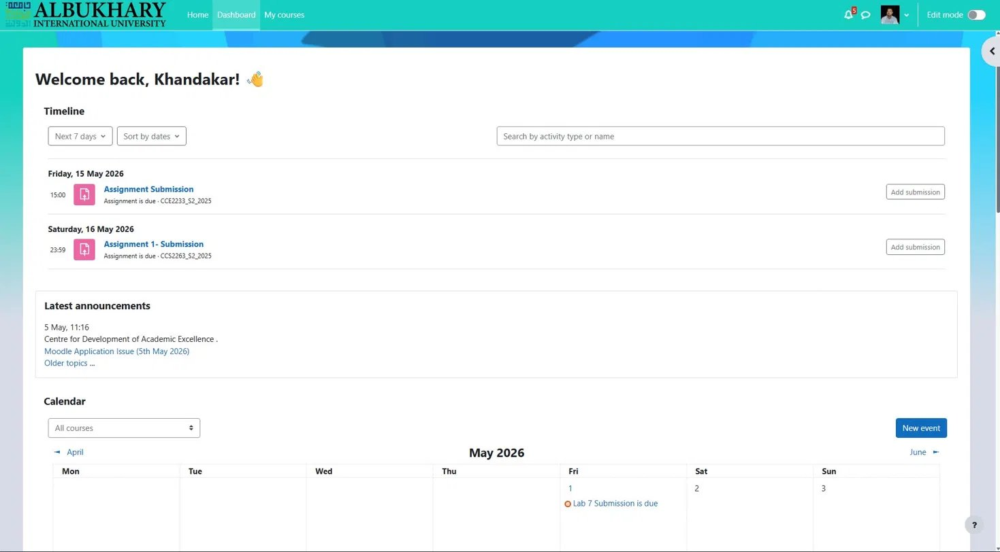 ALBUKHARY
INTERNATIONAL UNIVERSITY
Home
Dashboard
My courses
5
Edit mode
Welcome back, Khandakar! 👋
Timeline
Next 7 days
Sort by dates
Search by activity type or name
Friday, 15 May 2026
15:00
Assignment Submission
Assignment is due · CCE2233_S2_2025
Add submission
Saturday, 16 May 2026
23:59
Assignment 1- Submission
Assignment is due · CCS2263_S2_2025
Add submission
Latest announcements
5 May, 11:16
Centre for Development of Academic Excellence .
Moodle Application Issue (5th May 2026)
Older topics ...
Calendar
All courses
New event
◄ April
May 2026
June ►
Mon Tue Wed Thu Fri Sat Sun
1 2 3
Lab 7 Submission is due
?